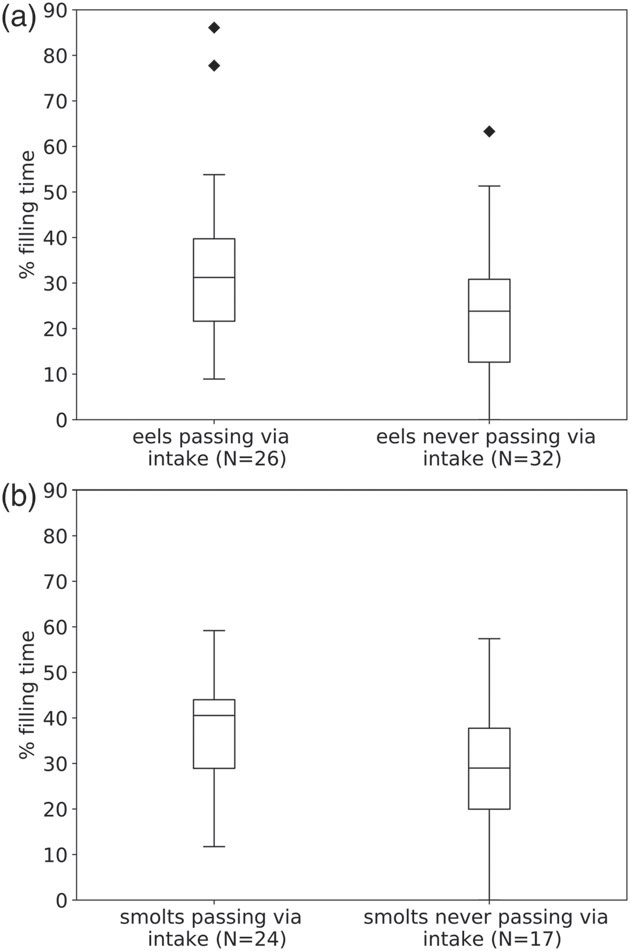 (a)
90
80
70
60
50
40
30
20
10
0
% filling time
eels passing via
intake (N=26)
eels never passing via
intake (N=32)
(b)
90
80
70
60
50
40
30
20
10
0
% filling time
smolts passing via
intake (N=24)
smolts never passing via
intake (N=17)